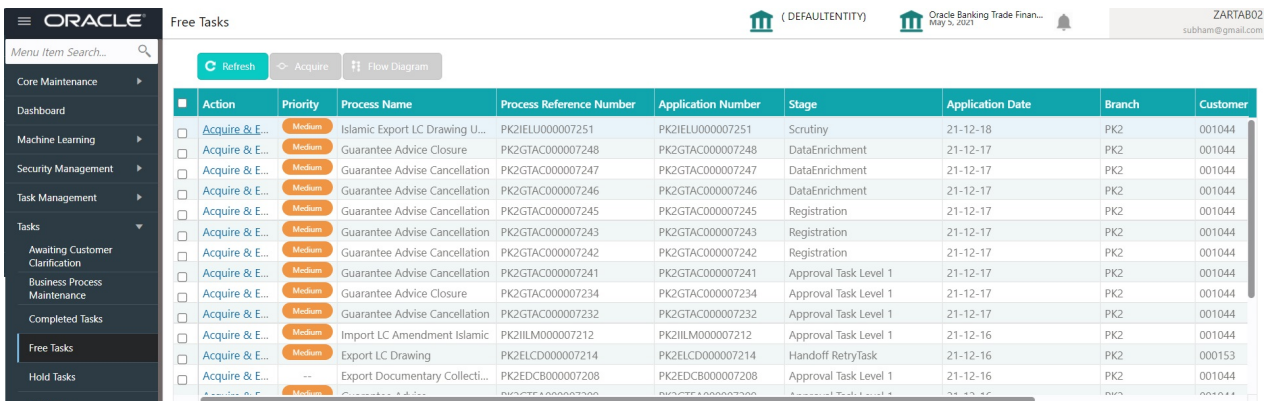 ORACLE
Free Tasks
( DEFAULTENTITY)
Oracle Banking Trade Finan...
May 5, 2021
ZARTAB02
subham@gmail.com
Menu Item Search...
Core Maintenance
Dashboard
Machine Learning
Security Management
Task Management
Tasks
Awaiting Customer
Clarification
Business Process
Maintenance
Completed Tasks
Free Tasks
Hold Tasks
Refresh Acquire Flow Diagram
Action Priority Process Name Process Reference Number Application Number Stage Application Date Branch Customer
Acquire & E... Medium Islamic Export LC Drawing U... PK2IELU000007251 PK2IELU000007251 Scrutiny 21-12-18 PK2 001044
Acquire & E... Medium Guarantee Advice Closure PK2GTAC000007248 PK2GTAC000007248 DataEnrichment 21-12-17 PK2 001044
Acquire & E... Medium Guarantee Advise Cancellation PK2GTAC000007247 PK2GTAC000007247 DataEnrichment 21-12-17 PK2 001044
Acquire & E... Medium Guarantee Advise Cancellation PK2GTAC000007246 PK2GTAC000007246 DataEnrichment 21-12-17 PK2 001044
Acquire & E... Medium Guarantee Advise Cancellation PK2GTAC000007245 PK2GTAC000007245 Registration 21-12-17 PK2 001044
Acquire & E... Medium Guarantee Advise Cancellation PK2GTAC000007243 PK2GTAC000007243 Registration 21-12-17 PK2 001044
Acquire & E... Medium Guarantee Advise Cancellation PK2GTAC000007242 PK2GTAC000007242 Registration 21-12-17 PK2 001044
Acquire & E... Medium Guarantee Advise Cancellation PK2GTAC000007241 PK2GTAC000007241 Approval Task Level 1 21-12-17 PK2 001044
Acquire & E... Medium Guarantee Advice Closure PK2GTAC000007234 PK2GTAC000007234 Approval Task Level 1 21-12-17 PK2 001044
Acquire & E... Medium Guarantee Advise Cancellation PK2GTAC000007232 PK2GTAC000007232 Approval Task Level 1 21-12-17 PK2 001044
Acquire & E... Medium Import LC Amendment Islamic PK2IILM000007212 PK2IILM000007212 Approval Task Level 1 21-12-16 PK2 001044
Acquire & E... Medium Export LC Drawing PK2ELCD000007214 PK2ELCD000007214 Handoff RetryTask 21-12-16 PK2 000153
Acquire & E... -- Export Documentary Collecti... PK2EDCB000007208 PK2EDCB000007208 Approval Task Level 1 21-12-16 PK2 001044